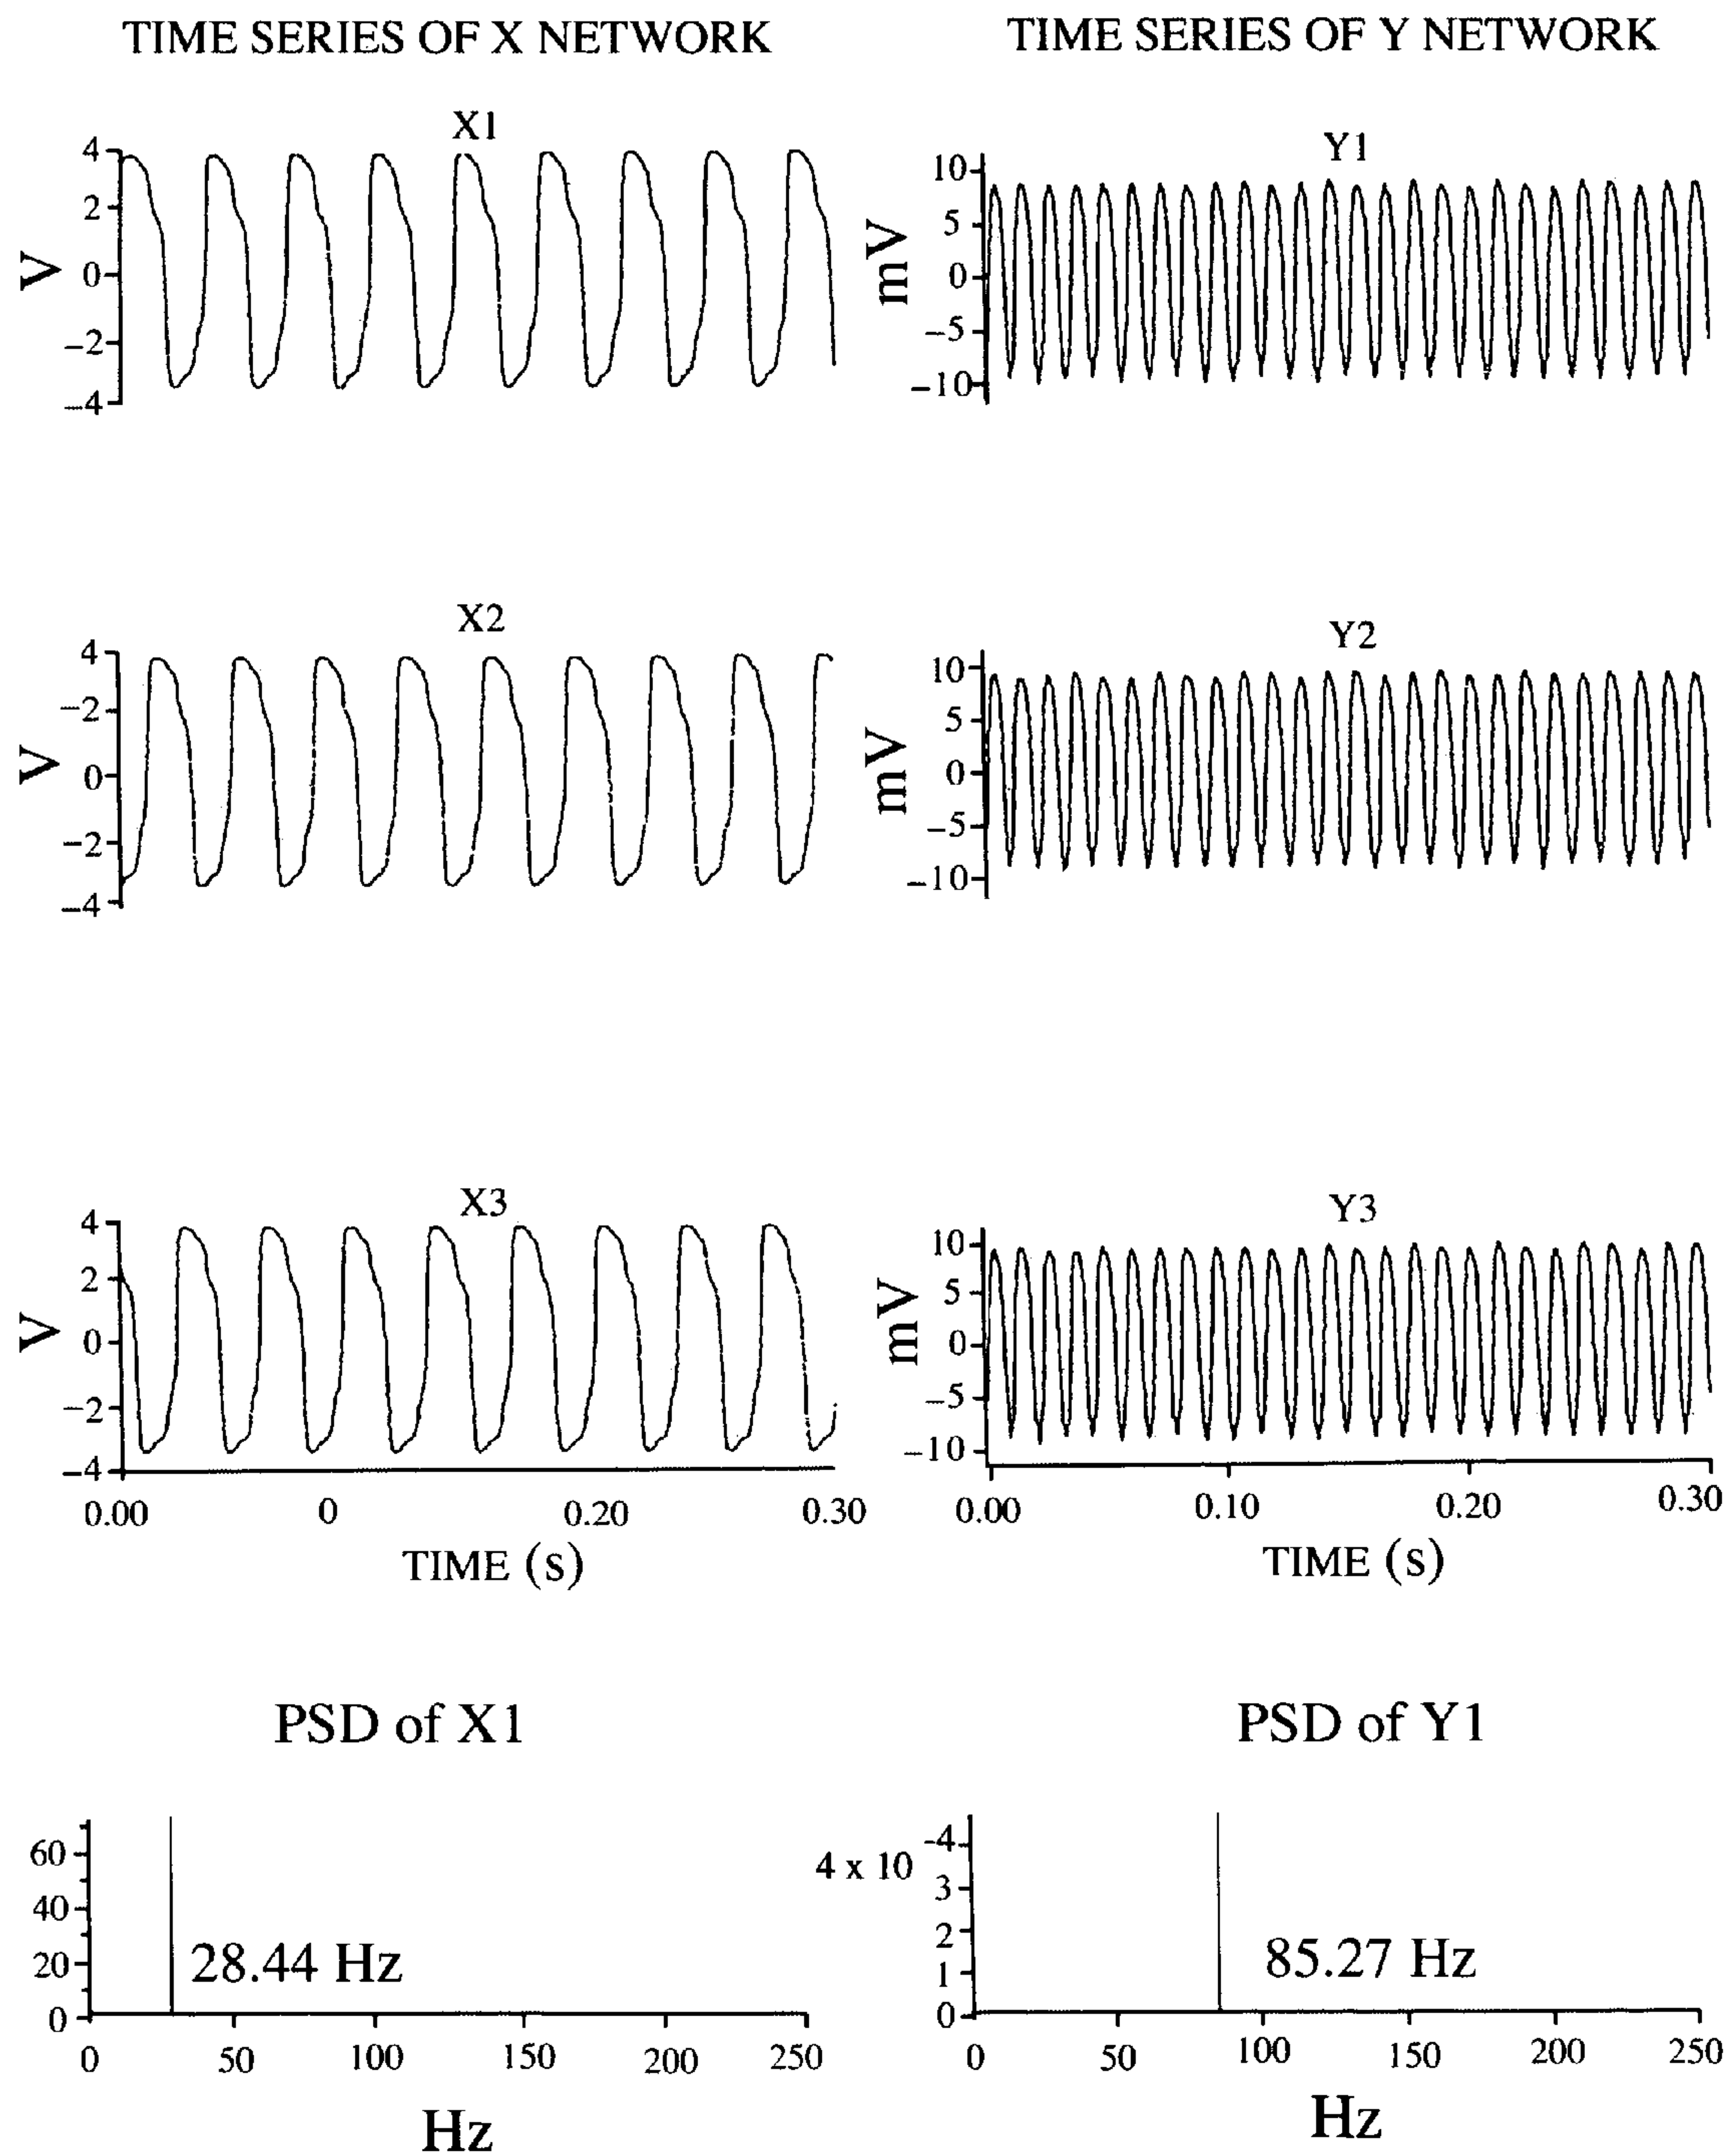 TIME SERIES OF X NETWORK
TIME SERIES OF Y NETWORK
X1
4
2
0
−2
−4
V
Y1
10
5
0
−5
−10
mV
X2
4
−2
0
−2
−4
V
Y2
10
5
0
−5
−10
mV
X3
4
2
0
−2
−4
V
0.00 0 0.20 0.30
TIME (s)
Y3
10
5
0
−5
−10
mV
0.00 0.10 0.20 0.30
TIME (s)
PSD of X1
60
40
20
0
28.44 Hz
0 50 100 150 200 250
Hz
PSD of Y1
4 x 10
-4
3
2
1
0
85.27 Hz
0 50 100 150 200 250
Hz